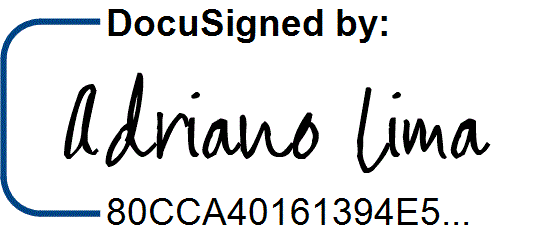 DocuSigned by:
Adriano Lima
80CCA40161394E5...